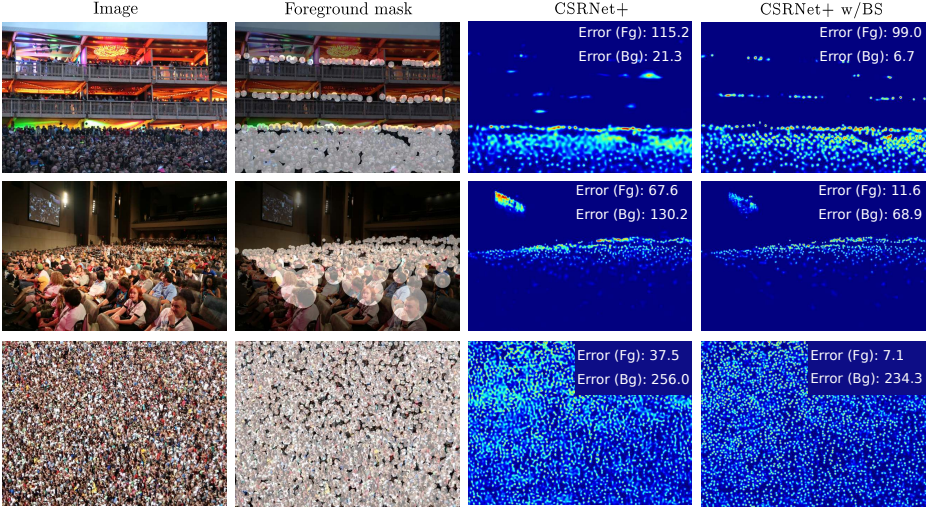 Image Foreground mask CSRNet+ CSRNet+ w/BS
Error (Fg): 115.2 Error (Fg): 99.0
Error (Bg): 21.3 Error (Bg): 6.7
Error (Fg): 67.6 Error (Fg): 11.6
Error (Bg): 130.2 Error (Bg): 68.9
Error (Fg): 37.5 Error (Fg): 7.1
Error (Bg): 256.0 Error (Bg): 234.3